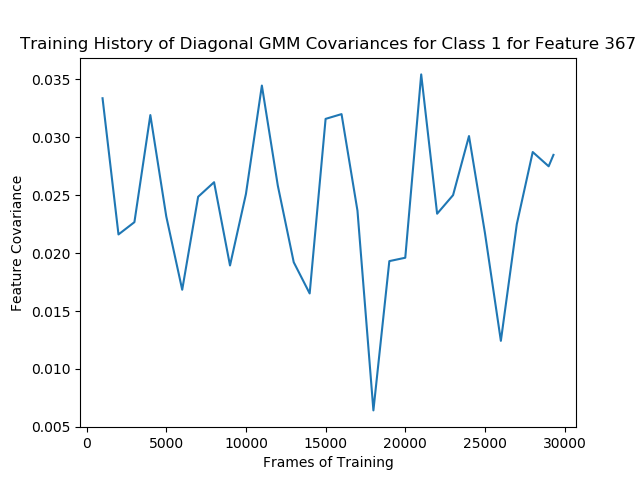 Training History of Diagonal GMM Covariances for Class 1 for Feature 367
Feature Covariance
0.035
0.030
0.025
0.020
0.015
0.010
0.005
0 5000 10000 15000 20000 25000 30000
Frames of Training